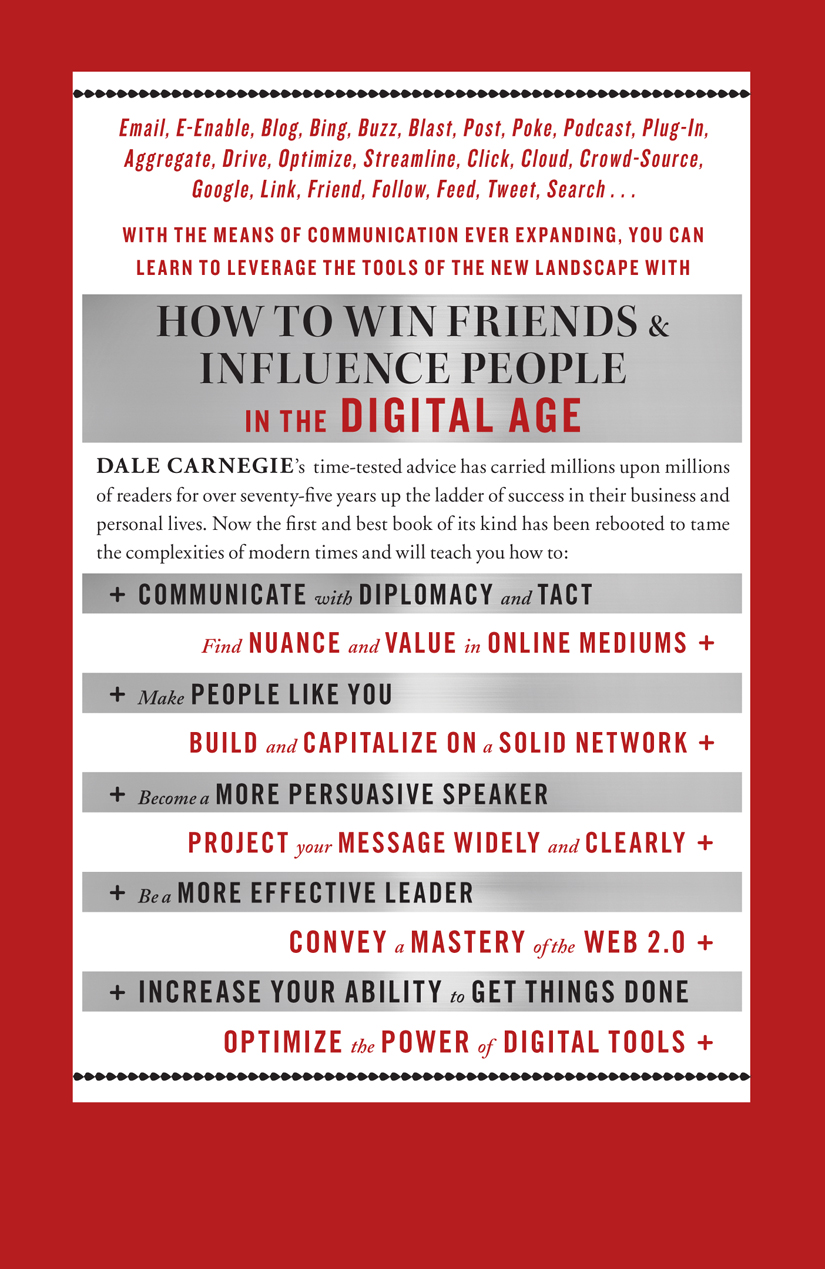 Email, E-Enable, Blog, Bing, Buzz, Blast, Post, Poke, Podcast, Plug-In,
Aggregate, Drive, Optimize, Streamline, Click, Cloud, Crowd-Source,
Google, Link, Friend, Follow, Feed, Tweet, Search . . .
WITH THE MEANS OF COMMUNICATION EVER EXPANDING, YOU CAN
LEARN TO LEVERAGE THE TOOLS OF THE NEW LANDSCAPE WITH
HOW TO WIN FRIENDS &
INFLUENCE PEOPLE
IN THE DIGITAL AGE
DALE CARNEGIE’s time-tested advice has carried millions upon millions
of readers for over seventy-five years up the ladder of success in their business and
personal lives. Now the first and best book of its kind has been rebooted to tame
the complexities of modern times and will teach you how to:
+ COMMUNICATE with DIPLOMACY and TACT
Find NUANCE and VALUE in ONLINE MEDIUMS +
+ Make PEOPLE LIKE YOU
BUILD and CAPITALIZE ON a SOLID NETWORK +
+ Become a MORE PERSUASIVE SPEAKER
PROJECT your MESSAGE WIDELY and CLEARLY +
+ Be a MORE EFFECTIVE LEADER
CONVEY a MASTERY of the WEB 2.0 +
+ INCREASE YOUR ABILITY to GET THINGS DONE
OPTIMIZE the POWER of DIGITAL TOOLS +